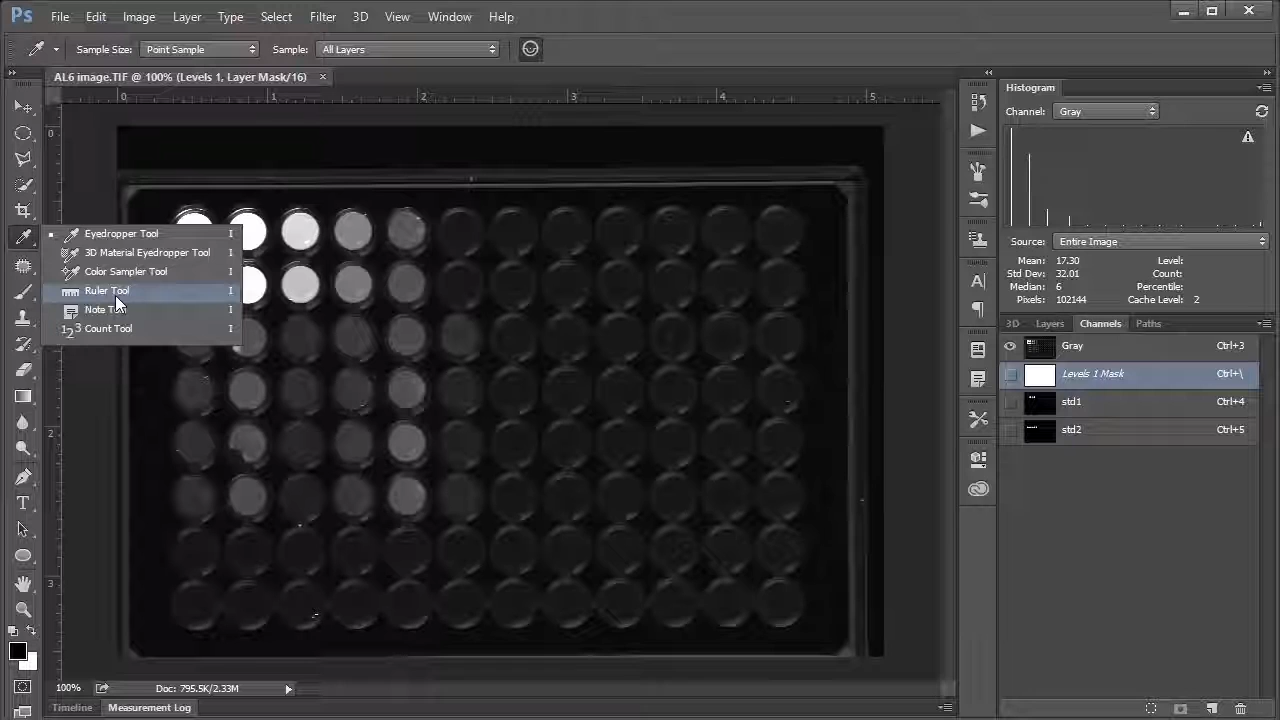 Ps File Edit Image Layer Type Select Filter 3D View Window Help
Sample Size: Point Sample Sample: All Layers
AL6 image.TIF @ 100% (Levels 1, Layer Mask/16) ×
0 1 2 3 4 5
0
2
3
Eyedropper Tool I
3D Material Eyedropper Tool I
Color Sampler Tool I
Ruler Tool I
Note I
Count Tool I
Histogram
Channel: Gray
Source: Entire Image
Mean: 17.30 Level:
Std Dev: 32.01 Count:
Median: 6 Percentile:
Pixels: 102144 Cache Level: 2
3D Layers Channels Paths
Gray Ctrl+3
Levels 1 Mask Ctrl+\
std1 Ctrl+4
std2 Ctrl+5
100% Doc: 795.5K/2.33M
Timeline Measurement Log